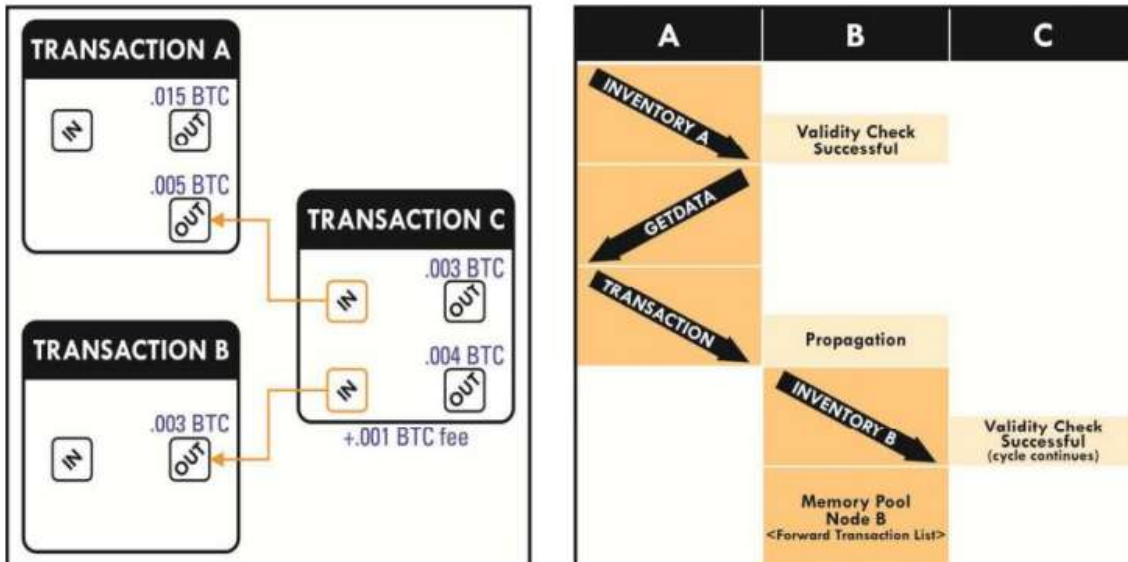 TRANSACTION A
.015 BTC
IN
OUT
.005 BTC
OUT
TRANSACTION C
.003 BTC
IN
OUT
.004 BTC
IN
OUT
+.001 BTC fee
TRANSACTION B
.003 BTC
IN
OUT
A
B
C
INVENTORY A
Validity Check
Successful
GETDATA
TRANSACTION
Propagation
INVENTORY B
Validity Check
Successful
(cycle continues)
Memory Pool
Node B
<Forward Transaction List>